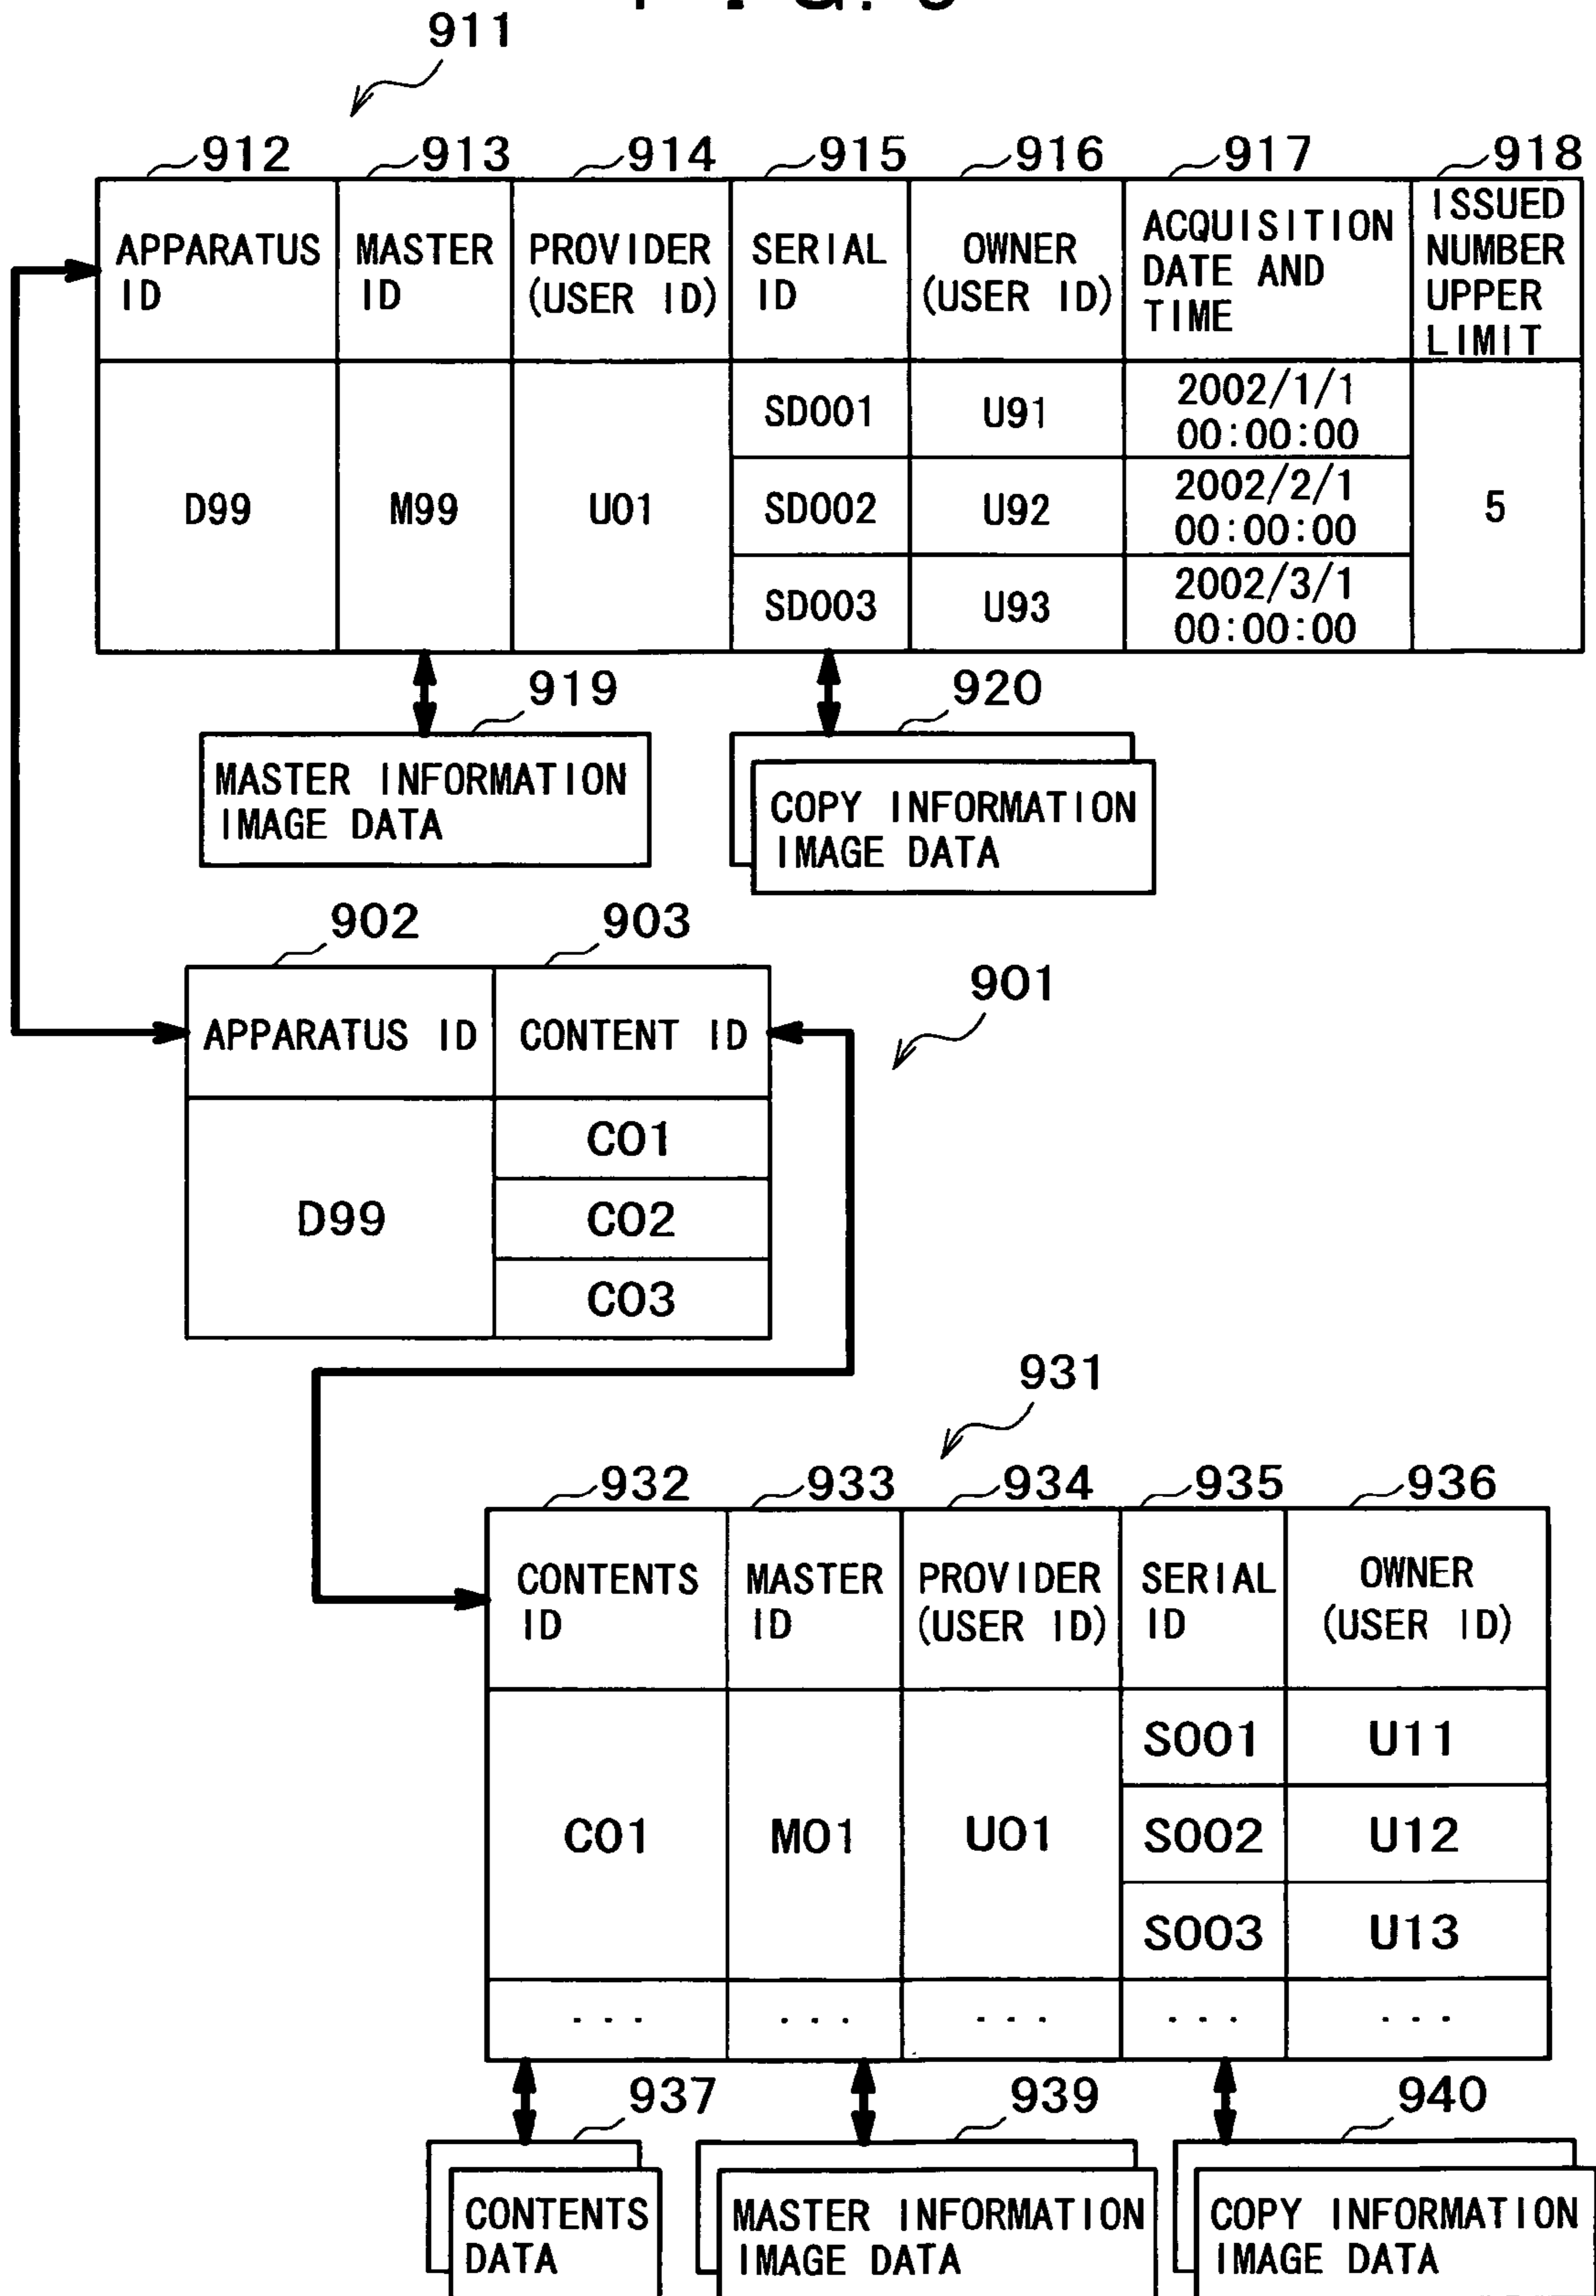 911
912 913 914 915 916 917 918
APPARATUS ID
MASTER ID
PROVIDER (USER ID)
SERIAL ID
OWNER (USER ID)
ACQUISITION DATE AND TIME
ISSUED NUMBER UPPER LIMIT
D99
M99
U01
SD001 U91 2002/1/1 00:00:00
SD002 U92 2002/2/1 00:00:00
SD003 U93 2002/3/1 00:00:00
5
919
MASTER INFORMATION
IMAGE DATA
920
COPY INFORMATION
IMAGE DATA
902 903
901
APPARATUS ID CONTENT ID
D99
C01
C02
C03
931
932 933 934 935 936
CONTENTS ID
MASTER ID
PROVIDER (USER ID)
SERIAL ID
OWNER (USER ID)
C01
M01
U01
S001 U11
S002 U12
S003 U13
... ... ... ... ...
937
CONTENTS
DATA
939
MASTER INFORMATION
IMAGE DATA
940
COPY INFORMATION
IMAGE DATA